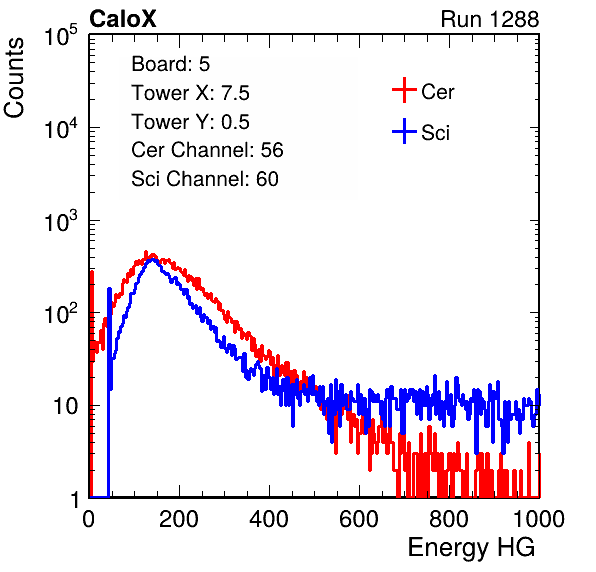 CaloX Run 1288
Counts
Board: 5
Tower X: 7.5
Tower Y: 0.5
Cer Channel: 56
Sci Channel: 60
Cer
Sci
10^5
10^4
10^3
10^2
10
1
0 200 400 600 800 1000
Energy HG